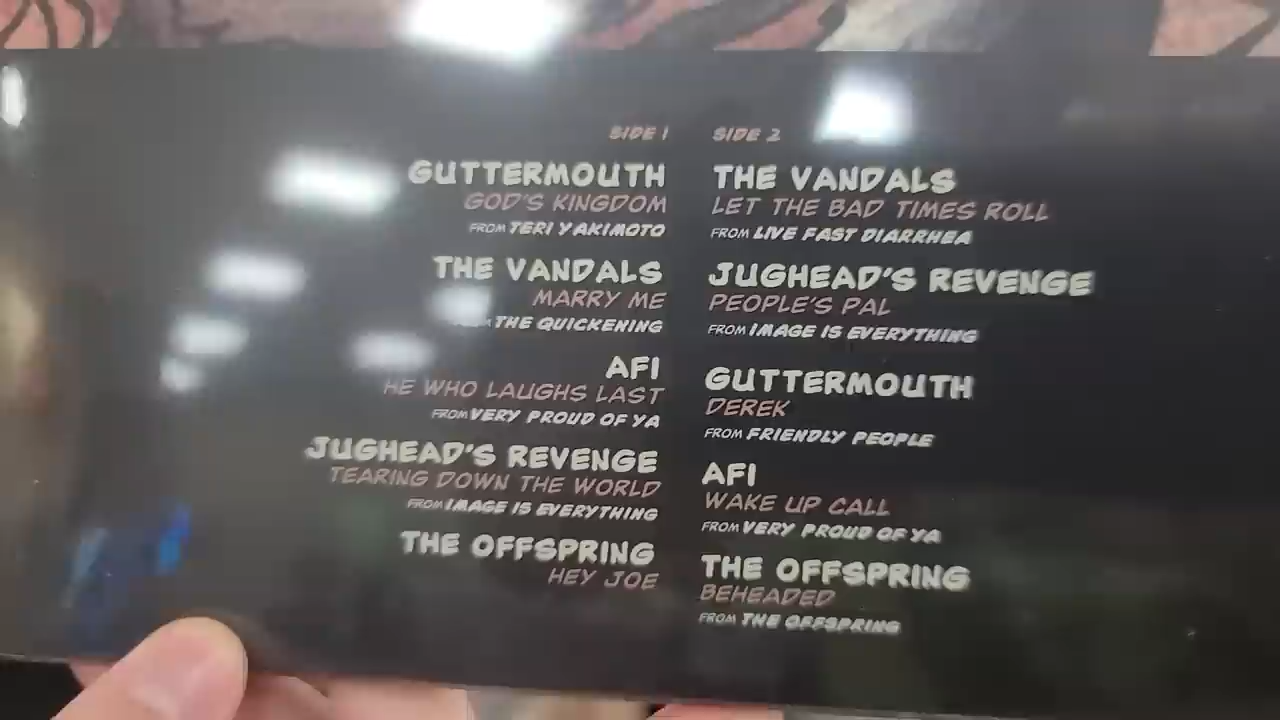 SIDE 1
GUTTERMOUTH
GOD'S KINGDOM
FROM TERI YAKIMOTO
THE VANDALS
MARRY ME
FROM THE QUICKENING
AFI
HE WHO LAUGHS LAST
FROM VERY PROUD OF YA
JUGHEAD'S REVENGE
TEARING DOWN THE WORLD
FROM IMAGE IS EVERYTHING
THE OFFSPRING
HEY JOE
SIDE 2
THE VANDALS
LET THE BAD TIMES ROLL
FROM LIVE FAST DIARRHEA
JUGHEAD'S REVENGE
PEOPLE'S PAL
FROM IMAGE IS EVERYTHING
GUTTERMOUTH
DEREK
FROM FRIENDLY PEOPLE
AFI
WAKE UP CALL
FROM VERY PROUD OF YA
THE OFFSPRING
BEHEADED
FROM THE OFFSPRING